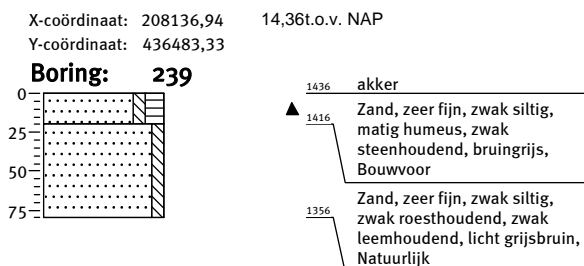 X-coördinaat: 208136,94 14,36t.o.v. NAP
Y-coördinaat: 436483,33
Boring: 239
0
25
50
75
1436 akker
1416 Zand, zeer fijn, zwak siltig,
matig humeus, zwak
steenhoudend, bruingrijs,
Bouwvoor
1356 Zand, zeer fijn, zwak siltig,
zwak roesthoudend, zwak
leemhoudend, licht grijsbruin,
Natuurlijk